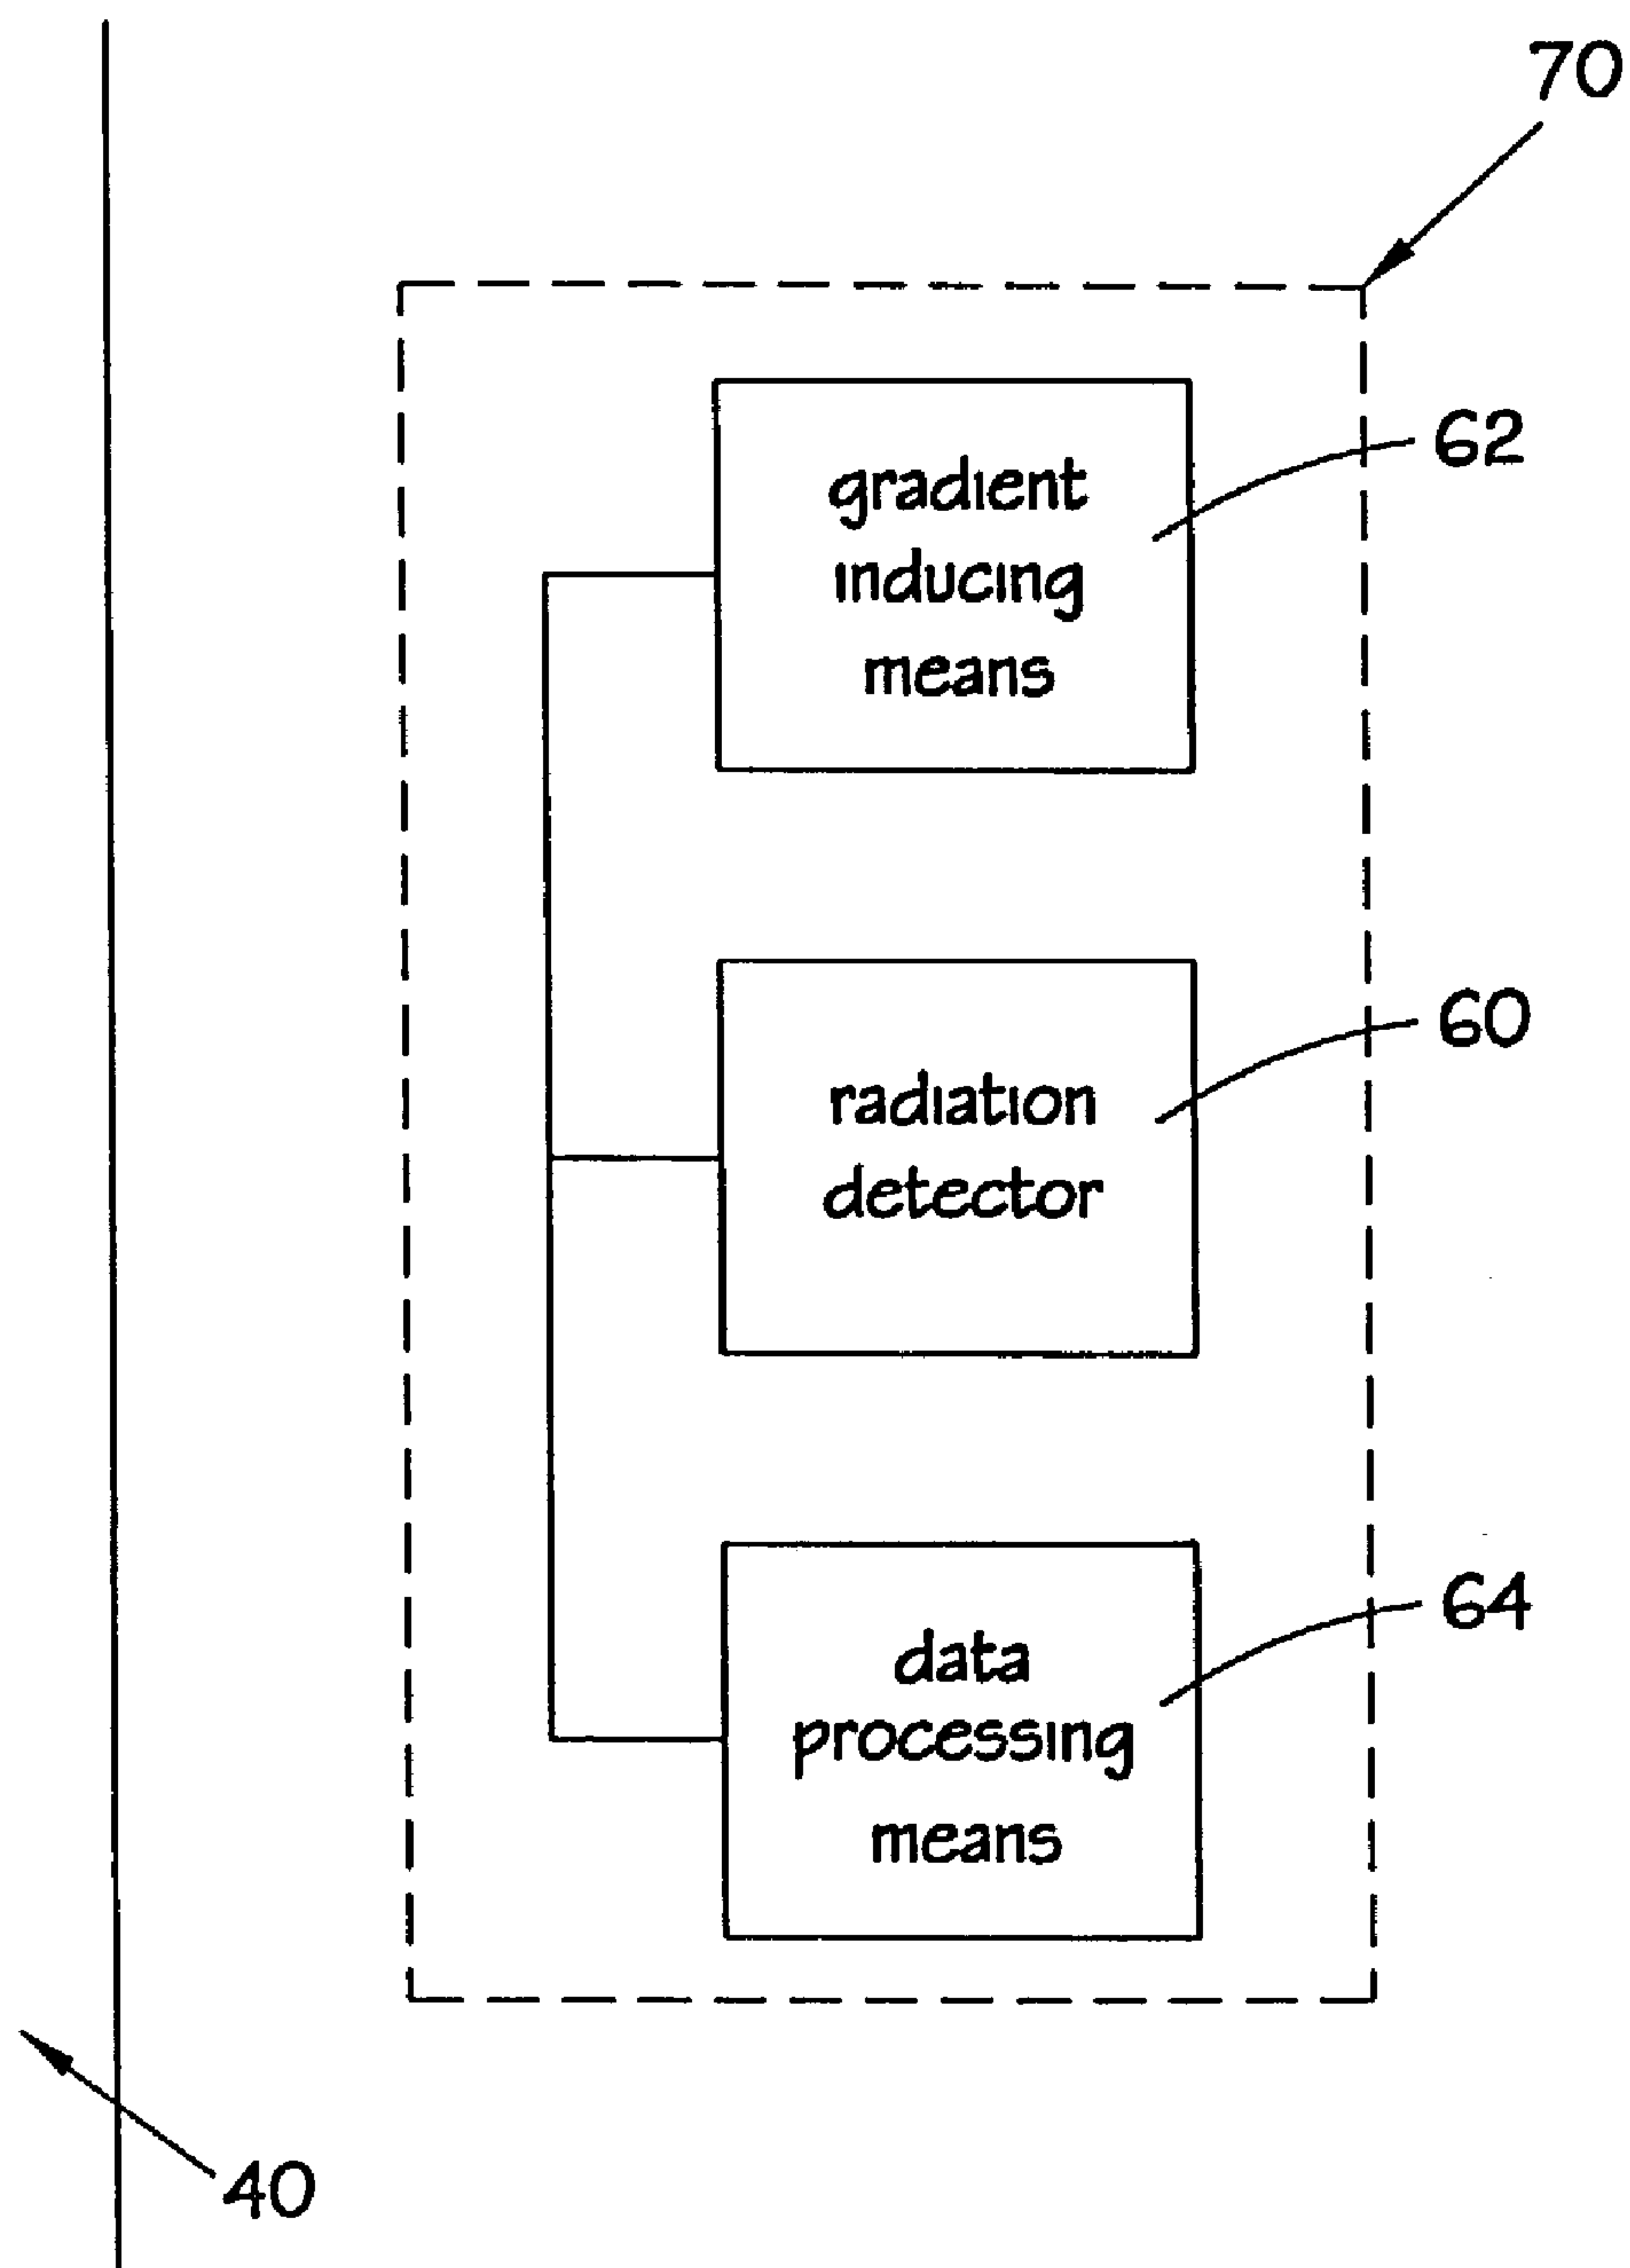 70
gradient
inducing
means
62
radiation
detector
60
data
processing
means
64
40